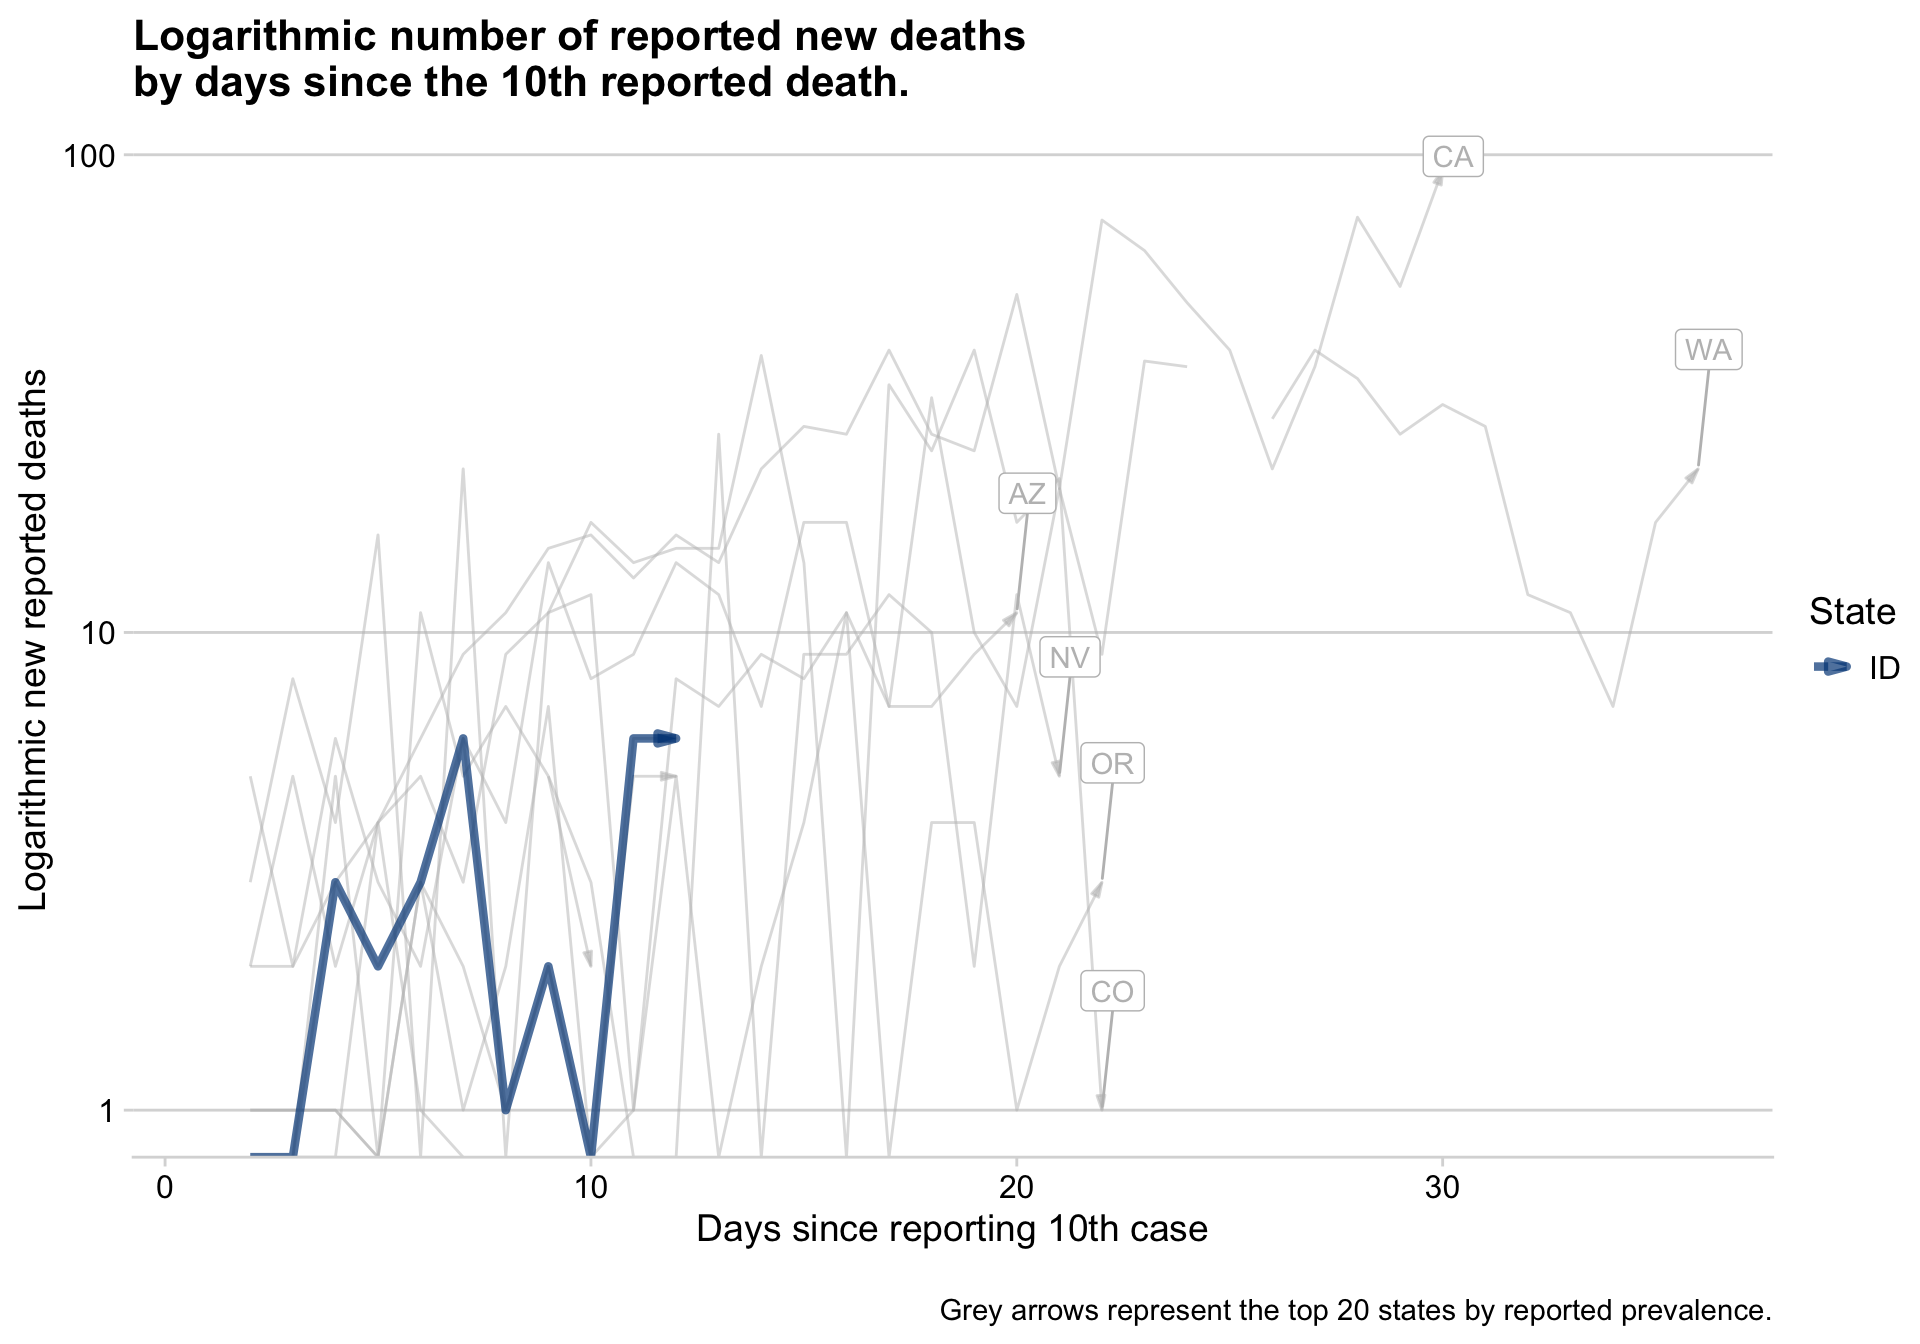 Logarithmic number of reported new deaths
by days since the 10th reported death.
100
10
1
Logarithmic new reported deaths
CA
WA
AZ
NV
OR
CO
State
ID
0
10
20
30
Days since reporting 10th case
Grey arrows represent the top 20 states by reported prevalence.